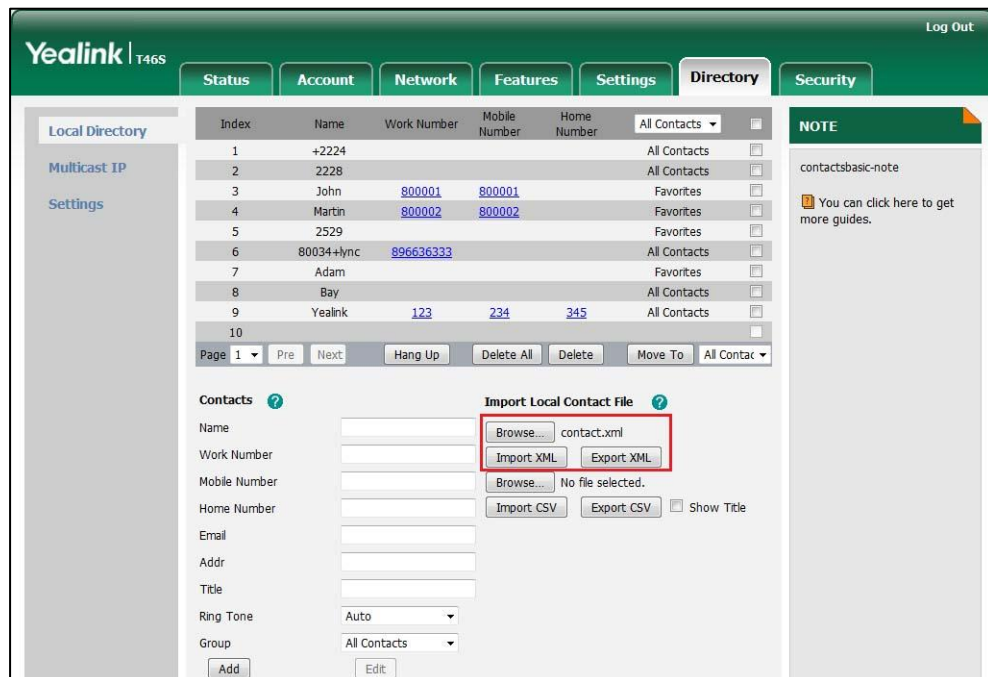 Log Out
Yealink T46S
Status Account Network Features Settings Directory Security
Local Directory
Multicast IP
Settings
Index Name Work Number Mobile Number Home Number All Contacts
1 +2224 All Contacts
2 2228 All Contacts
3 John 800001 800001 Favorites
4 Martin 800002 800002 Favorites
5 2529 Favorites
6 80034+lync 896636333 All Contacts
7 Adam Favorites
8 Bay All Contacts
9 Yealink 123 234 345 All Contacts
10
Page 1 Pre Next Hang Up Delete All Delete Move To All Contac
Contacts ?
Name
Work Number
Mobile Number
Home Number
Email
Addr
Title
Ring Tone Auto
Group All Contacts
Add Edit
Import Local Contact File ?
Browse... contact.xml
Import XML Export XML
Browse... No file selected.
Import CSV Export CSV Show Title
NOTE
contactsbasic-note
? You can click here to get
more guides.